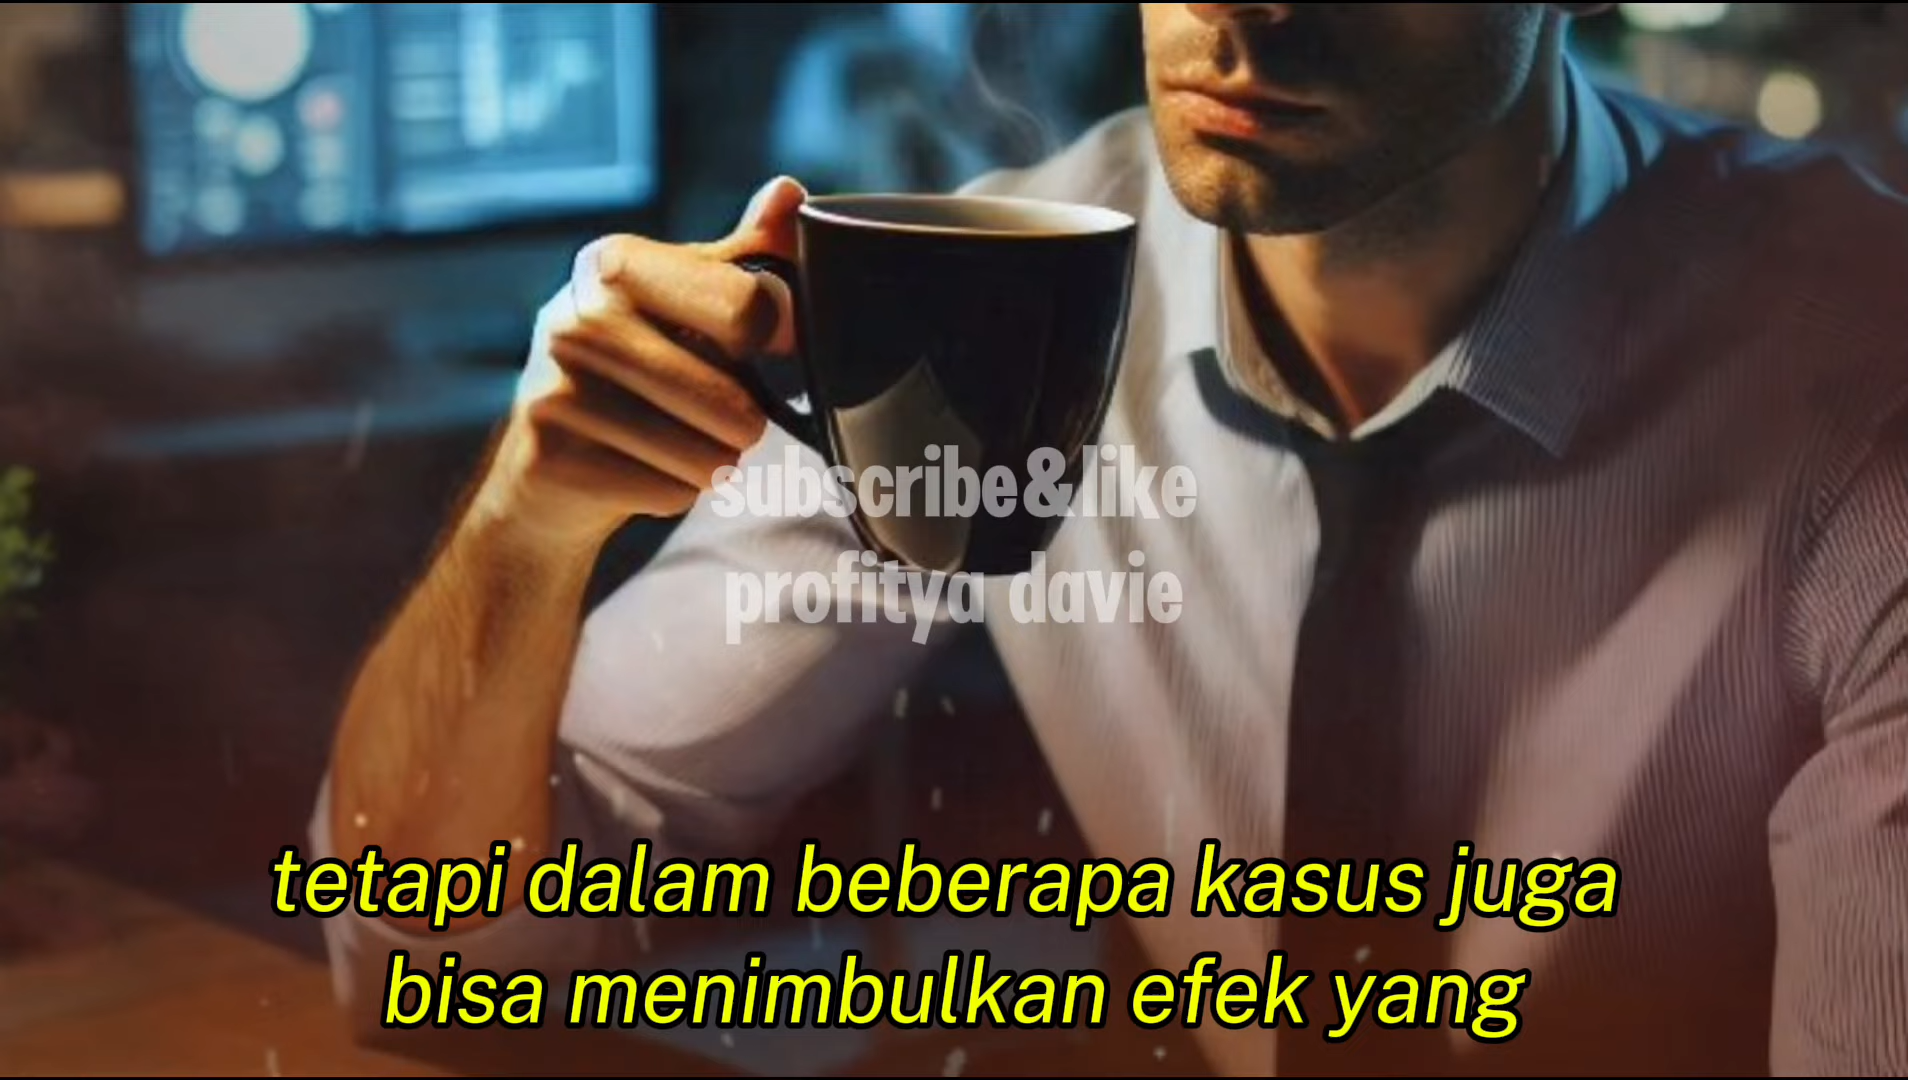 subscribe&like
profitya davie
tetapi dalam beberapa kasus juga
bisa menimbulkan efek yang